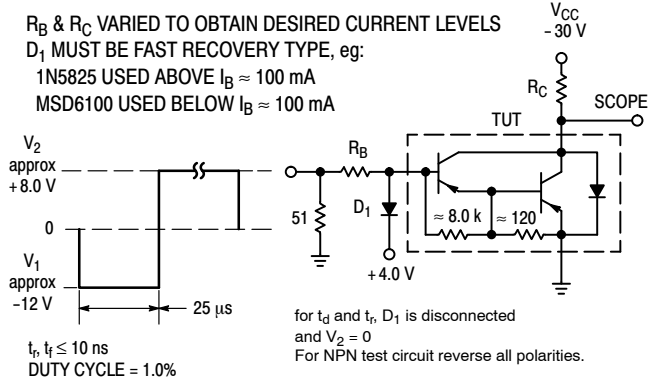 R_B & R_C VARIED TO OBTAIN DESIRED CURRENT LEVELS
D_1 MUST BE FAST RECOVERY TYPE, eg:
1N5825 USED ABOVE I_B ≈ 100 mA
MSD6100 USED BELOW I_B ≈ 100 mA
V_CC
- 30 V
R_C
SCOPE
TUT
V_2
approx
+ 8.0 V
R_B
0
51
D_1
≈ 8.0 k
≈ 120
V_1
approx
-12 V
+ 4.0 V
25 µs
for t_d and t_r, D_1 is disconnected
and V_2 = 0
For NPN test circuit reverse all polarities.
t_r, t_f ≤ 10 ns
DUTY CYCLE = 1.0%